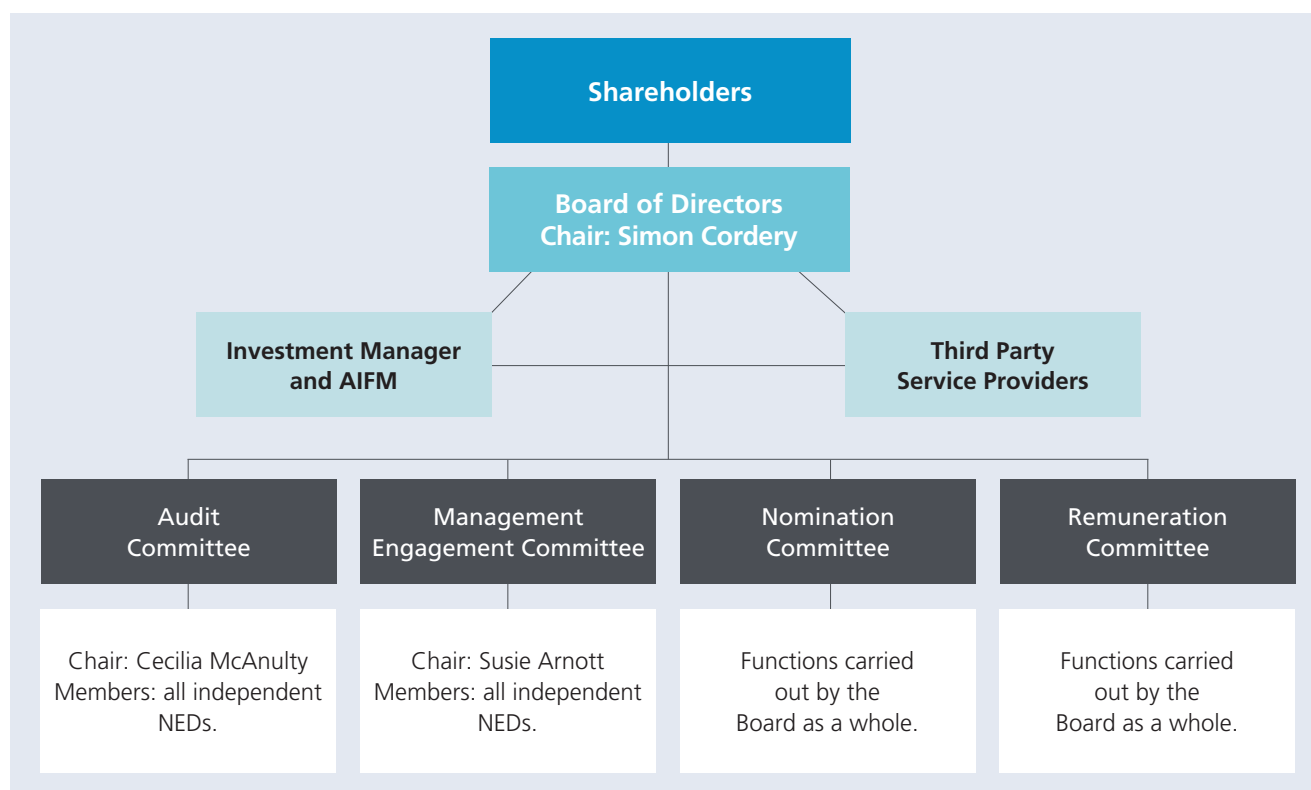 Shareholders
Board of Directors
Chair: Simon Cordery
Investment Manager
and AIFM
Third Party
Service Providers
Audit
Committee
Management
Engagement Committee
Nomination
Committee
Remuneration
Committee
Chair: Cecilia McAnulty
Members: all independent
NEDs.
Chair: Susie Arnott
Members: all independent
NEDs.
Functions carried
out by the
Board as a whole.
Functions carried
out by the
Board as a whole.